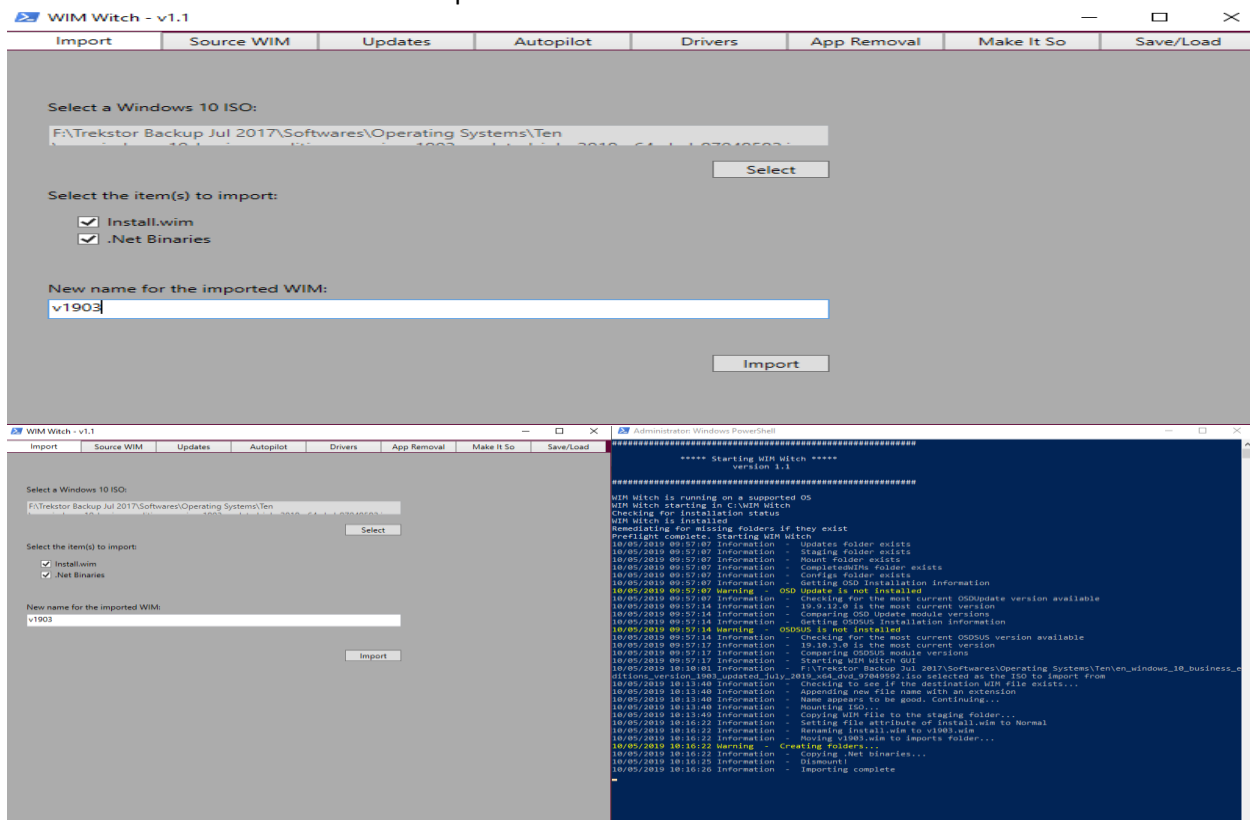 WIM Witch - v1.1
Import Source WIM Updates Autopilot Drivers App Removal Make It So Save/Load
Select a Windows 10 ISO:
F:\Trekstor Backup Jul 2017\Softwares\Operating Systems\Ten
Select
Select the item(s) to import:
Install.wim
.Net Binaries
New name for the imported WIM:
v1903
Import
WIM Witch - v1.1
Import Source WIM Updates Autopilot Drivers App Removal Make It So Save/Load
Select a Windows 10 ISO:
F:\Trekstor Backup Jul 2017\Softwares\Operating Systems\Ten
Select
Select the item(s) to import:
Install.wim
.Net Binaries
New name for the imported WIM:
v1903
Import
Administrator: Windows PowerShell
##########################################################
***** Starting WIM Witch *****
version 1.1
##########################################################
WIM Witch is running on a supported OS
WIM Witch starting in C:\WIM Witch
Checking for installation status
WIM Witch is installed
Remediating for missing folders if they exist
Preflight complete. Starting WIM Witch
10/05/2019 09:57:07 Information - Updates folder exists
10/05/2019 09:57:07 Information - Staging folder exists
10/05/2019 09:57:07 Information - Mount folder exists
10/05/2019 09:57:07 Information - CompletedWIMs folder exists
10/05/2019 09:57:07 Information - Configs folder exists
10/05/2019 09:57:07 Information - Getting OSD Installation information
10/05/2019 09:57:07 Warning - OSD Update is not installed
10/05/2019 09:57:07 Information - Checking for the most current OSDUpdate version available
10/05/2019 09:57:14 Information - 19.9.12.0 is the most current version
10/05/2019 09:57:14 Information - Comparing OSD Update module versions
10/05/2019 09:57:14 Information - Getting OSDSUS Installation information
10/05/2019 09:57:14 Warning - OSDSUS is not installed
10/05/2019 09:57:14 Information - Checking for the most current OSDSUS version available
10/05/2019 09:57:17 Information - 19.10.3.0 is the most current version
10/05/2019 09:57:17 Information - Comparing OSDSUS module versions
10/05/2019 09:57:17 Information - Starting WIM Witch GUI
10/05/2019 10:10:01 Information - F:\Trekstor Backup Jul 2017\Softwares\Operating Systems\Ten\en_windows_10_business_e
ditions_version_1903_updated_july_2019_x64_dvd_97049592.iso selected as the ISO to import from
10/05/2019 10:13:40 Information - Checking to see if the destination WIM file exists...
10/05/2019 10:13:40 Information - Appending new file name with an extension
10/05/2019 10:13:40 Information - Name appears to be good. Continuing...
10/05/2019 10:13:40 Information - Mounting ISO...
10/05/2019 10:13:49 Information - Copying WIM file to the staging folder...
10/05/2019 10:16:22 Information - Setting file attribute of install.wim to Normal
10/05/2019 10:16:22 Information - Renaming install.wim to v1903.wim
10/05/2019 10:16:22 Information - Moving v1903.wim to imports folder...
10/05/2019 10:16:22 Warning - Creating folders...
10/05/2019 10:16:22 Information - Copying .Net binaries...
10/05/2019 10:16:25 Information - Dismount!
10/05/2019 10:16:26 Information - Importing complete